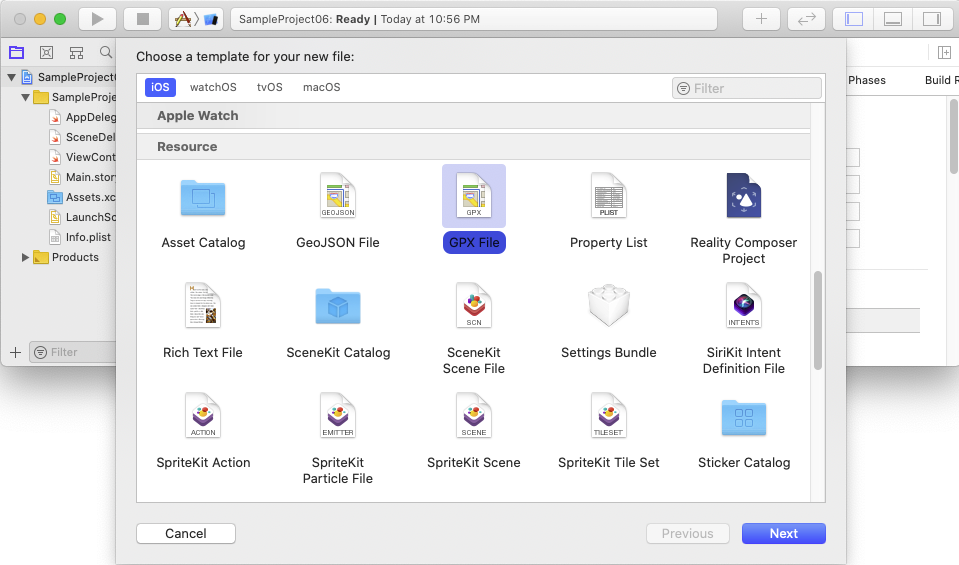 SampleProject06: Ready | Today at 10:56 PM
Choose a template for your new file:
iOS watchOS tvOS macOS Filter
Phases Build R
SampleProject0
SampleProje
AppDeleg
SceneDel
ViewCont
Main.story
Assets.xc
LaunchSc
Info.plist
Products
Filter
Apple Watch
Resource
GEOJSON GPX PLIST
Asset Catalog GeoJSON File GPX File Property List Reality Composer
Project
SCN INTENTS
Rich Text File SceneKit Catalog SceneKit Settings Bundle SiriKit Intent
Scene File Definition File
ACTION EMITTER SCENE TILESET
SpriteKit Action SpriteKit SpriteKit Scene SpriteKit Tile Set Sticker Catalog
Particle File
Cancel Previous Next